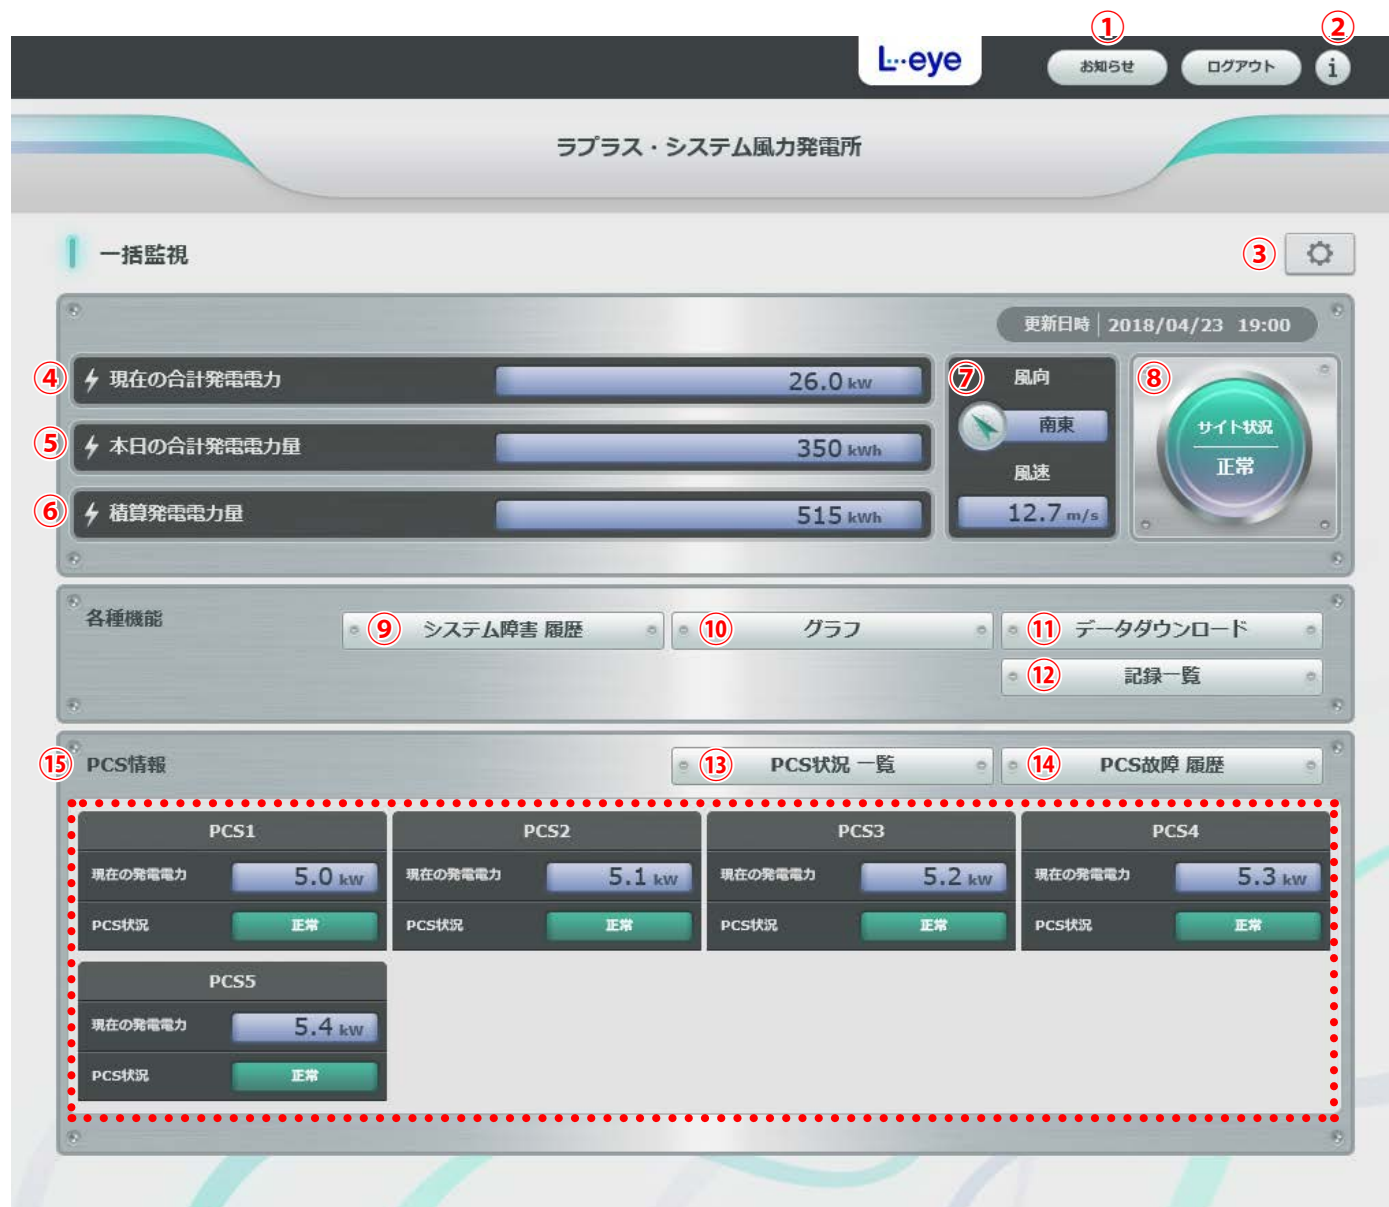 ① ②
L-eye お知らせ ログアウト i
ラプラス・システム風力発電所
一括監視 ③
更新日時 2018/04/23 19:00
④ 現在の合計発電電力 26.0 kW
⑤ 本日の合計発電電力量 350 kWh
⑥ 積算発電電力量 515 kWh
⑦ 風向
南東
風速
12.7 m/s
⑧ サイト状況
正常
各種機能 ⑨ システム障害 履歴 ⑩ グラフ ⑪ データダウンロード
⑫ 記録一覧
⑮ PCS情報 ⑬ PCS状況 一覧 ⑭ PCS故障 履歴
PCS1 PCS2 PCS3 PCS4
現在の発電電力 5.0 kW 現在の発電電力 5.1 kW 現在の発電電力 5.2 kW 現在の発電電力 5.3 kW
PCS状況 正常 PCS状況 正常 PCS状況 正常 PCS状況 正常
PCS5
現在の発電電力 5.4 kW
PCS状況 正常